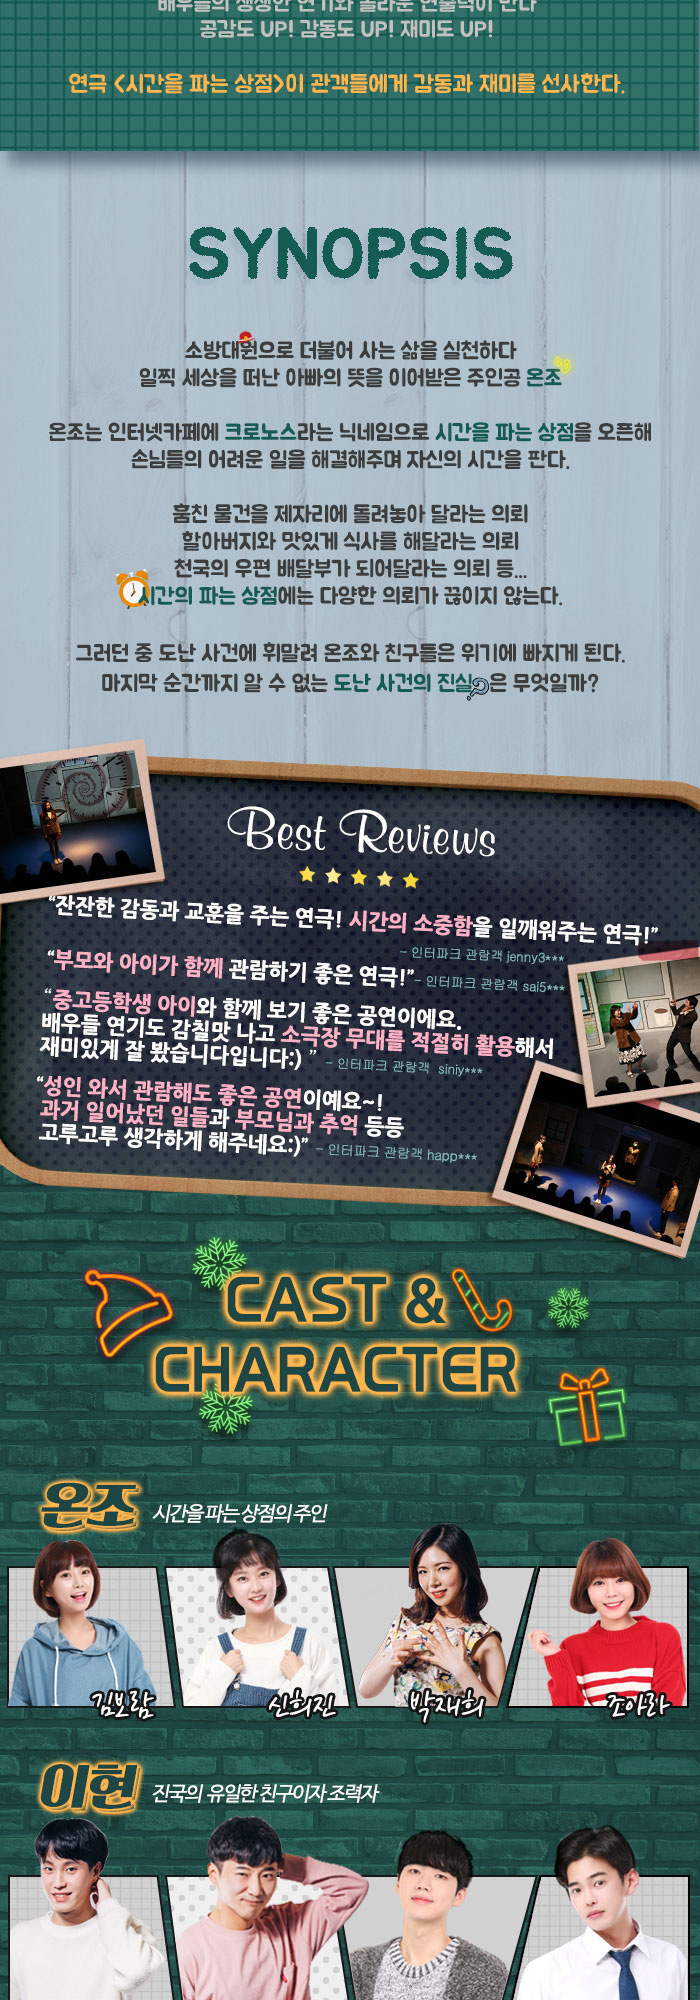 배우들의 생생한 연기와 놀라운 연출력이 만나
공감도 UP! 감동도 UP! 재미도 UP!
연극 <시간을 파는 상점>이 관객들에게 감동과 재미를 선사한다.
SYNOPSIS
소방대원으로 더불어 사는 삶을 실천하다
일찍 세상을 떠난 아빠의 뜻을 이어받은 주인공 온조
온조는 인터넷카페에 크로노스라는 닉네임으로 시간을 파는 상점을 오픈해
손님들의 어려운 일을 해결해주며 자신의 시간을 판다.
훔친 물건을 제자리에 돌려놓아 달라는 의뢰
할아버지와 맛있게 식사를 해달라는 의뢰
천국의 우편 배달부가 되어달라는 의뢰 등...
시간의 파는 상점에는 다양한 의뢰가 끊이지 않는다.
그러던 중 도난 사건에 휘말려 온조와 친구들은 위기에 빠지게 된다.
마지막 순간까지 알 수 없는 도난 사건의 진실은 무엇일까?
Best Reviews
“잔잔한 감동과 교훈을 주는 연극! 시간의 소중함을 일깨워주는 연극!”
- 인터파크 관람객 jenny3***
“부모와 아이가 함께 관람하기 좋은 연극!” - 인터파크 관람객 sai5***
“중고등학생 아이와 함께 보기 좋은 공연이에요.
배우들 연기도 감칠맛 나고 소극장 무대를 적절히 활용해서
재미있게 잘 봤습니다입니다:) ” - 인터파크 관람객 siniy***
“성인 와서 관람해도 좋은 공연이예요~!
과거 일어났던 일들과 부모님과 추억 등등
고루고루 생각하게 해주네요:)” - 인터파크 관람객 happ***
CAST &
CHARACTER
온조 시간을 파는 상점의 주인
김보람 신희진 박재희 조아라
이현 진국의 유일한 친구이자 조력자